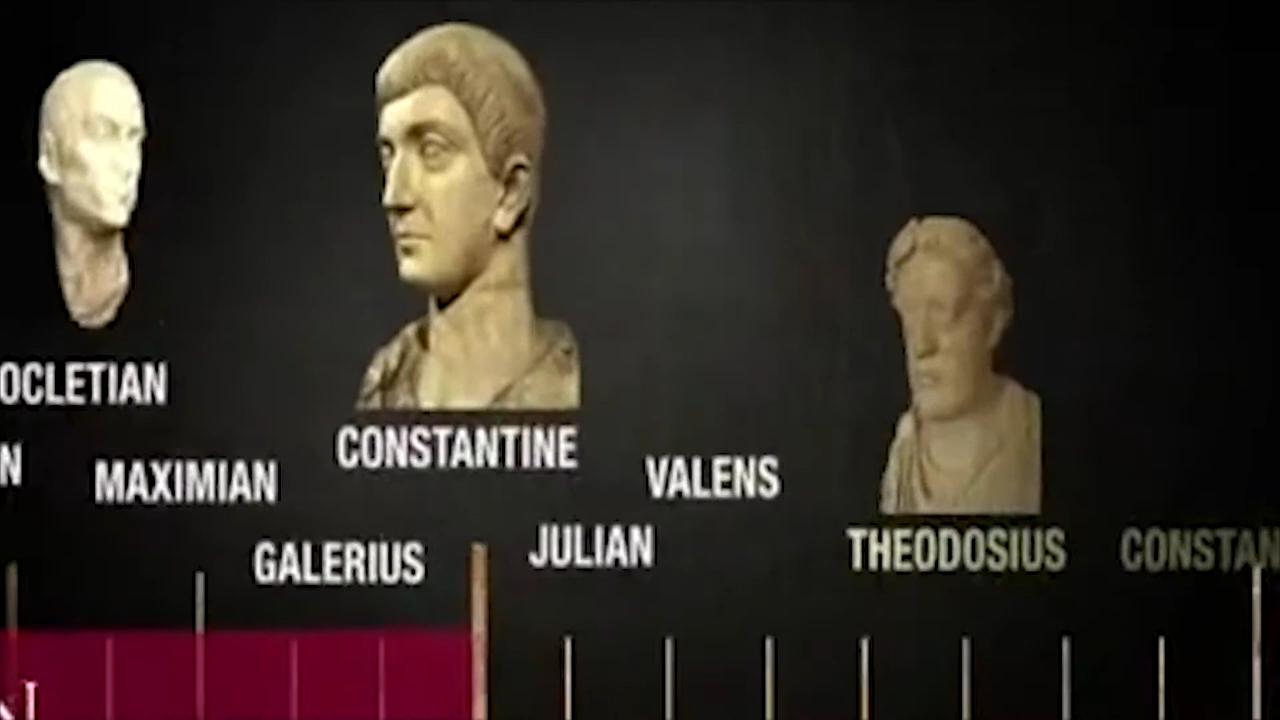 OCLETIAN
CONSTANTINE
N
MAXIMIAN
VALENS
GALERIUS
JULIAN
THEODOSIUS
CONSTAN